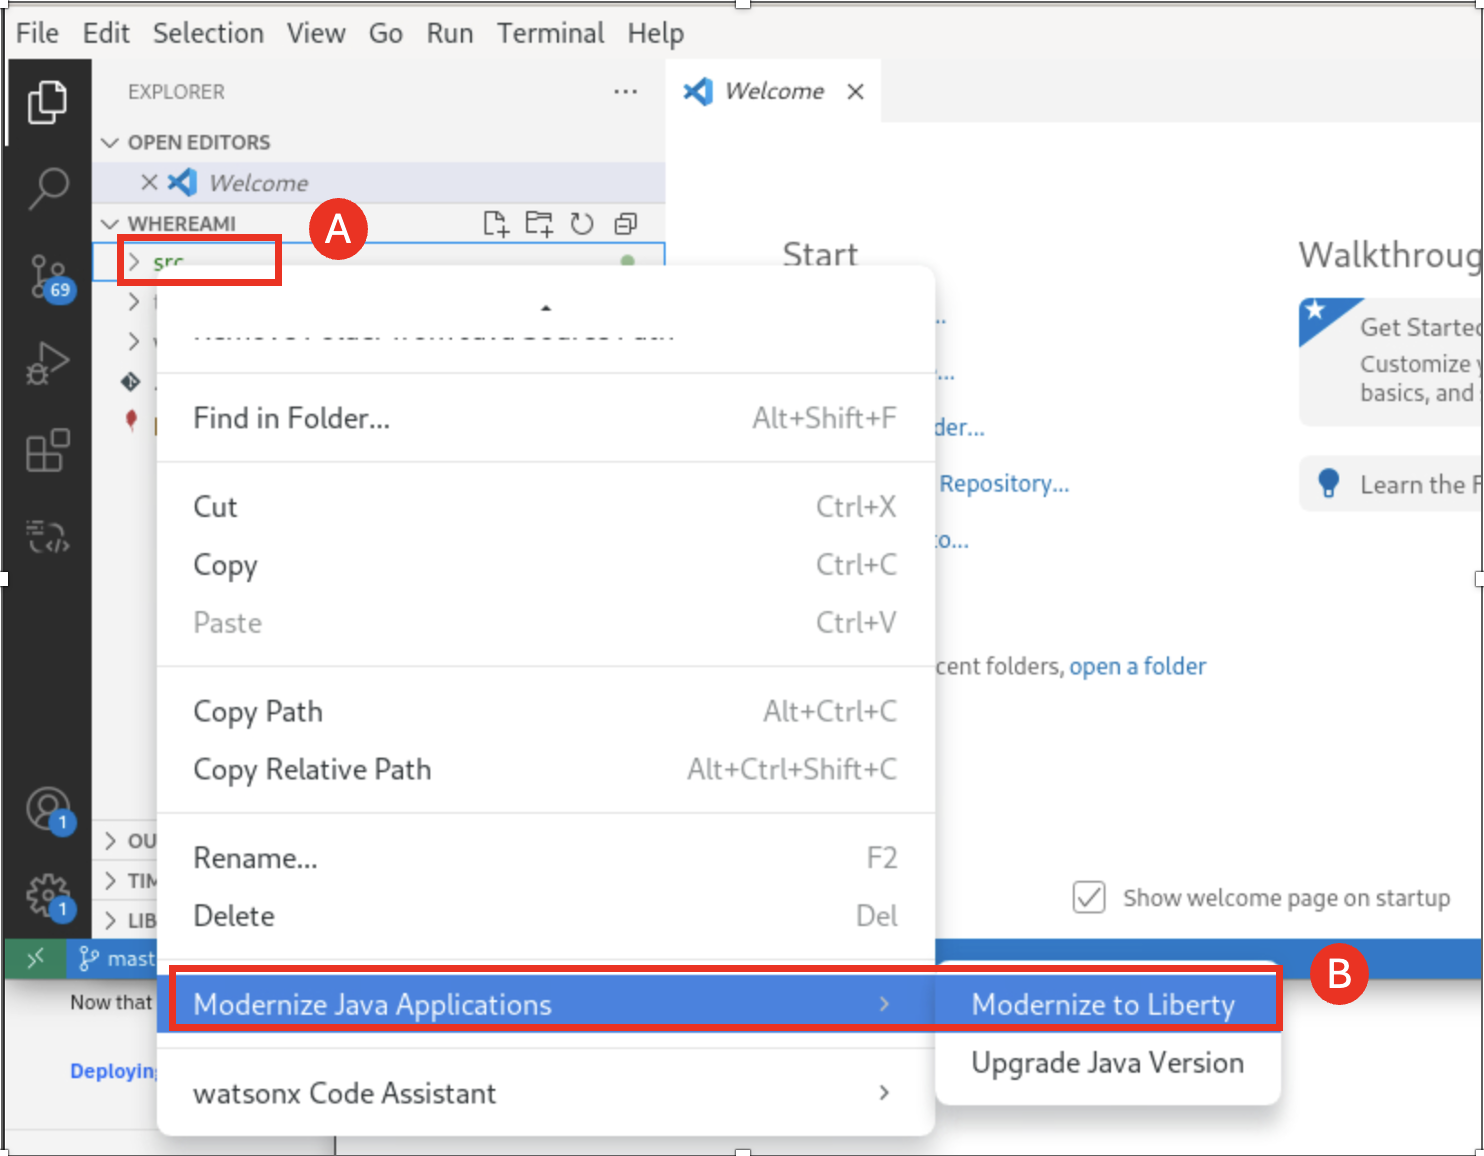 File Edit Selection View Go Run Terminal Help
EXPLORER
Welcome
OPEN EDITORS
Welcome
WHEREAMI
A
src
69
Start
Walkthroug
Get Starte
Customize
basics, and
Find in Folder... Alt+Shift+F
der...
Cut Ctrl+X
Repository...
Learn the F
Copy Ctrl+C
to...
Paste Ctrl+V
cent folders, open a folder
Copy Path Alt+Ctrl+C
Copy Relative Path Alt+Ctrl+Shift+C
1
OU
Rename... F2
TIM
1
Show welcome page on startup
Delete Del
LIB
mast
B
Now that
Modernize Java Applications
Modernize to Liberty
Upgrade Java Version
Deploying
watsonx Code Assistant